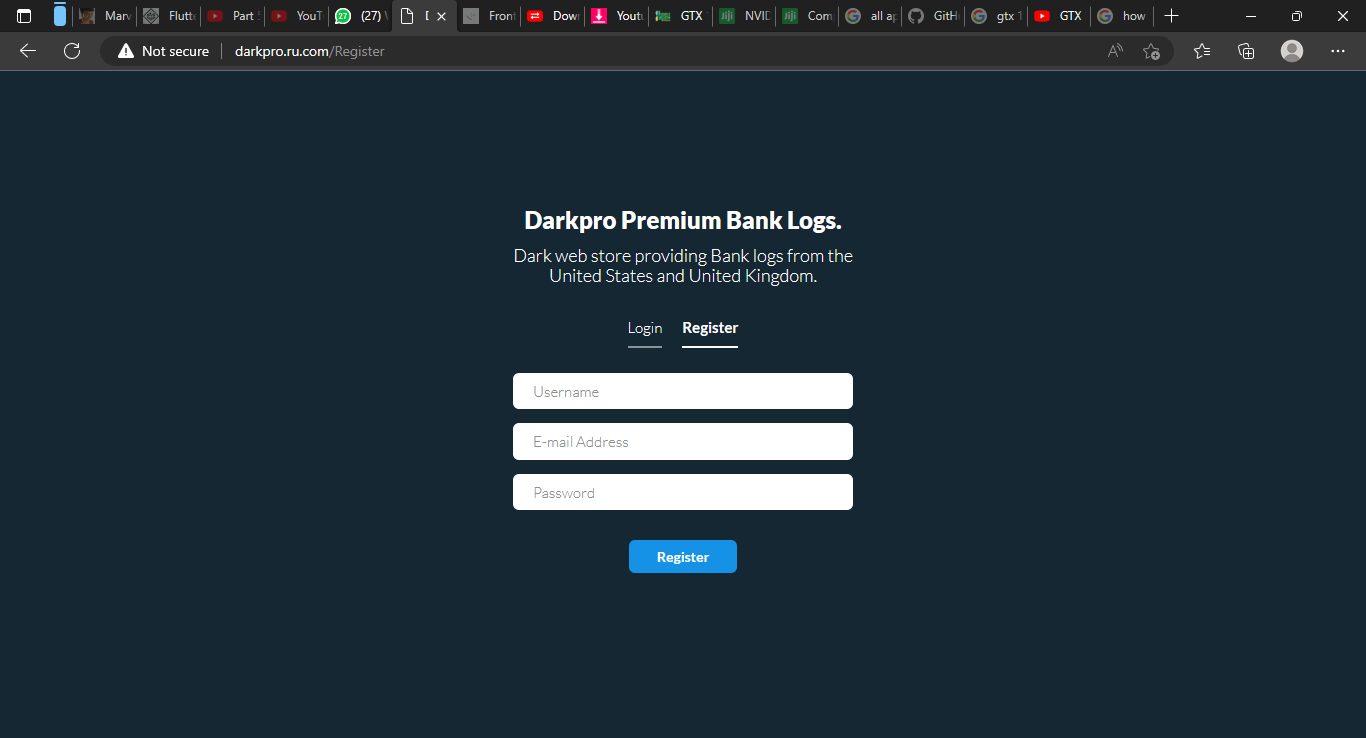 Marv
Flutt
Part
YouT
27
(27)
Front
Dow
Youtu
GTX
NVID
Com
all ap
GitH
gtx 1
GTX
how
Not secure
darkpro.ru.com/Register
Darkpro Premium Bank Logs.
Dark web store providing Bank logs from the
United States and United Kingdom.
Login Register
Username
E-mail Address
Password
Register